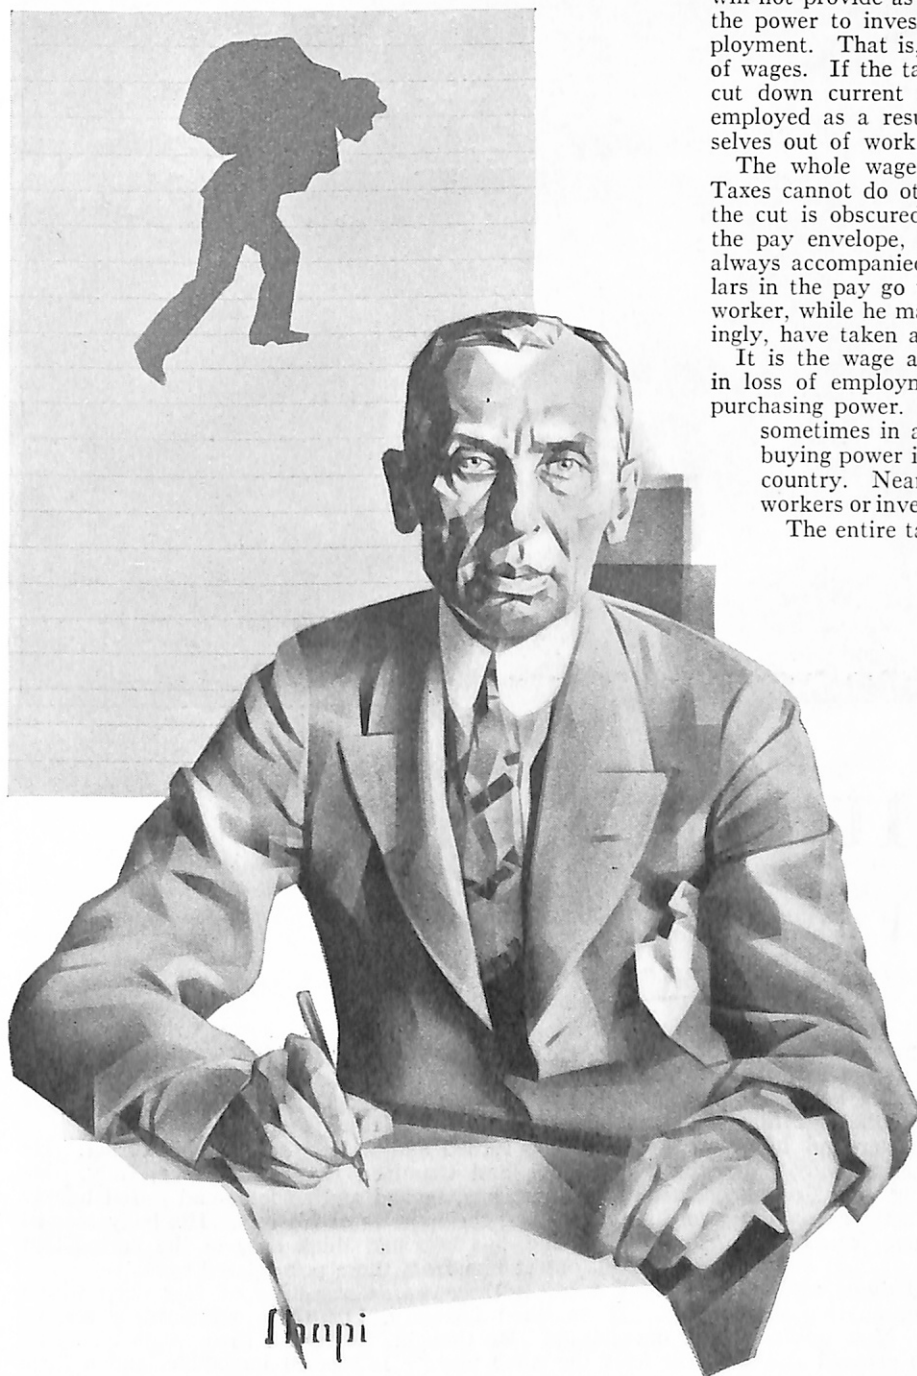 will not provide as
the power to inves
ployment. That is,
of wages. If the ta
cut down current
employed as a resu
selves out of work
The whole wage
Taxes cannot do ot
the cut is obscured
the pay envelope,
always accompanied
lars in the pay go
worker, while he ma
ingly, have taken a
It is the wage a
in loss of employm
purchasing power.
sometimes in a
buying power i
country. Near
workers or inve
The entire ta